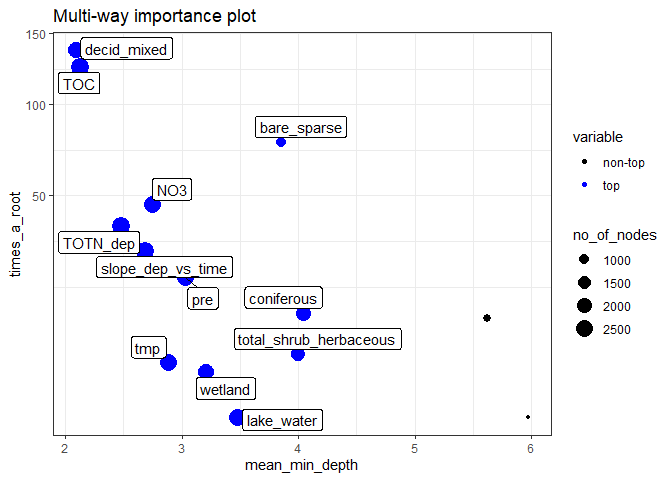 Multi-way importance plot
times_a_root
150
100
50
decid_mixed
TOC
bare_sparse
NO3
TOTN_dep
slope_dep_vs_time
pre
coniferous
total_shrub_herbaceous
tmp
wetland
lake_water
2
3
4
5
6
mean_min_depth
variable
non-top
top
no_of_nodes
1000
1500
2000
2500